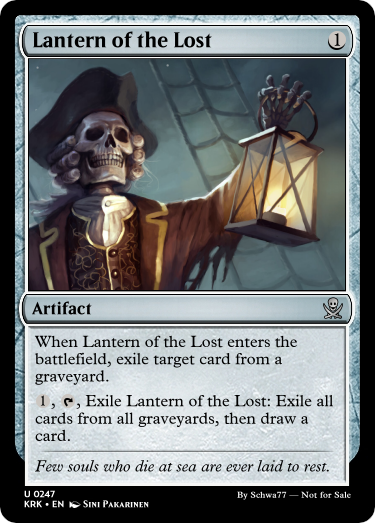 Lantern of the Lost 1
Artifact
When Lantern of the Lost enters the
battlefield, exile target card from a
graveyard.
1, , Exile Lantern of the Lost: Exile all
cards from all graveyards, then draw a
card.
Few souls who die at sea are ever laid to rest.
U 0247
KRK • EN Sini Pakarinen
By Schwa77 — Not for Sale